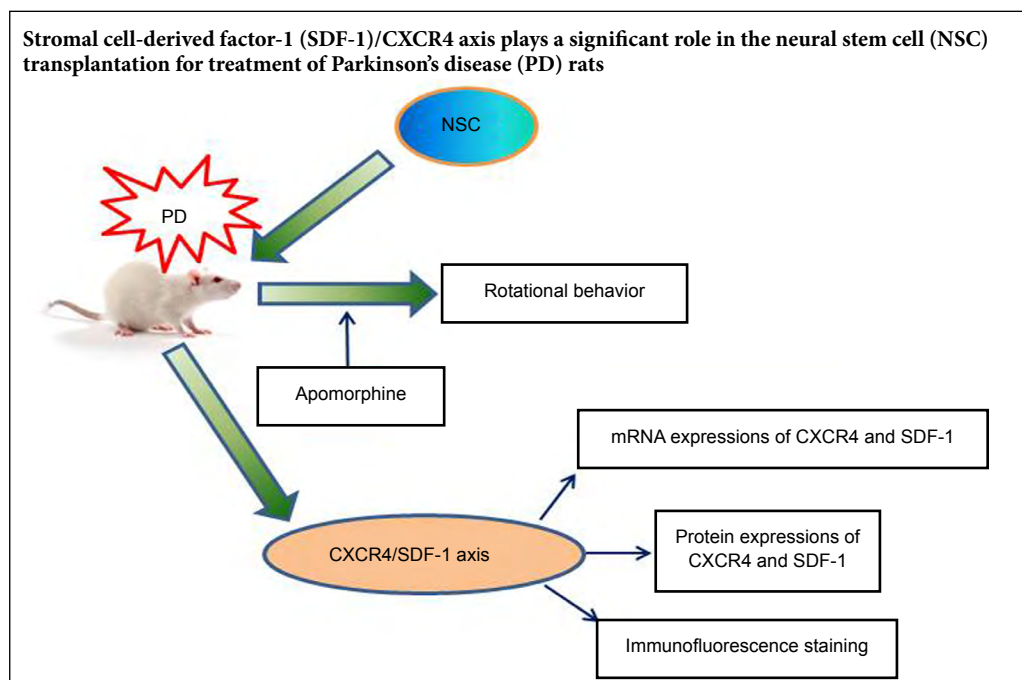 Stromal cell-derived factor-1 (SDF-1)/CXCR4 axis plays a significant role in the neural stem cell (NSC)
transplantation for treatment of Parkinson’s disease (PD) rats
NSC
PD
Rotational behavior
Apomorphine
mRNA expressions of CXCR4 and SDF-1
CXCR4/SDF-1 axis
Protein expressions of
CXCR4 and SDF-1
Immunofluorescence staining